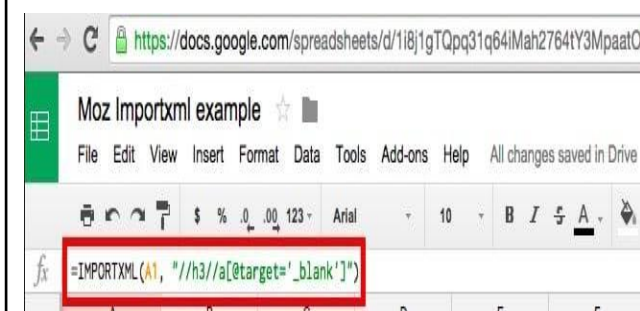 https://docs.google.com/spreadsheets/d/1i8j1gTQpq31q64iMah2764tY3MpaatO
Moz Importxml example
File Edit View Insert Format Data Tools Add-ons Help All changes saved in Drive
$ % .0 .00 123 Arial 10 B I S A
fx =IMPORTXML(A1, "//h3//a[@target='_blank']")